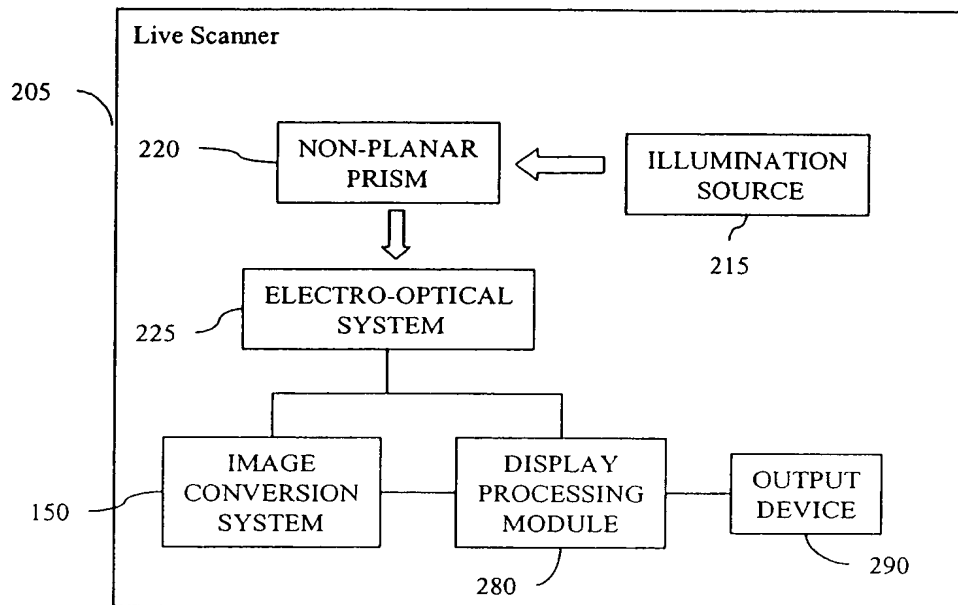 Live Scanner
205
220
NON-PLANAR
PRISM
ILLUMINATION
SOURCE
215
ELECTRO-OPTICAL
SYSTEM
225
IMAGE
CONVERSION
SYSTEM
150
DISPLAY
PROCESSING
MODULE
280
OUTPUT
DEVICE
290